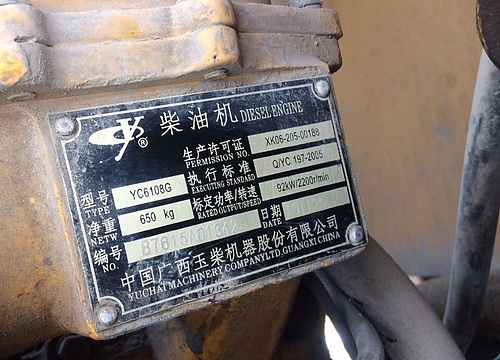 柴油机 DIESEL ENGINE
生产许可证 PERMISSION NO. XK06-205-00188
型号 TYPE YC6108G 执行标准 EXECUTING STANDARD Q/YC 197-2005
净重 NETW 650 kg 标定功率/转速 RATED OUTPUT/SPEED 92kW/2200r/min
编号 NO. 日期 DATE
中国广西玉柴机器股份有限公司
YUCHAI MACHINERY COMPANY LTD. GUANGXI CHINA